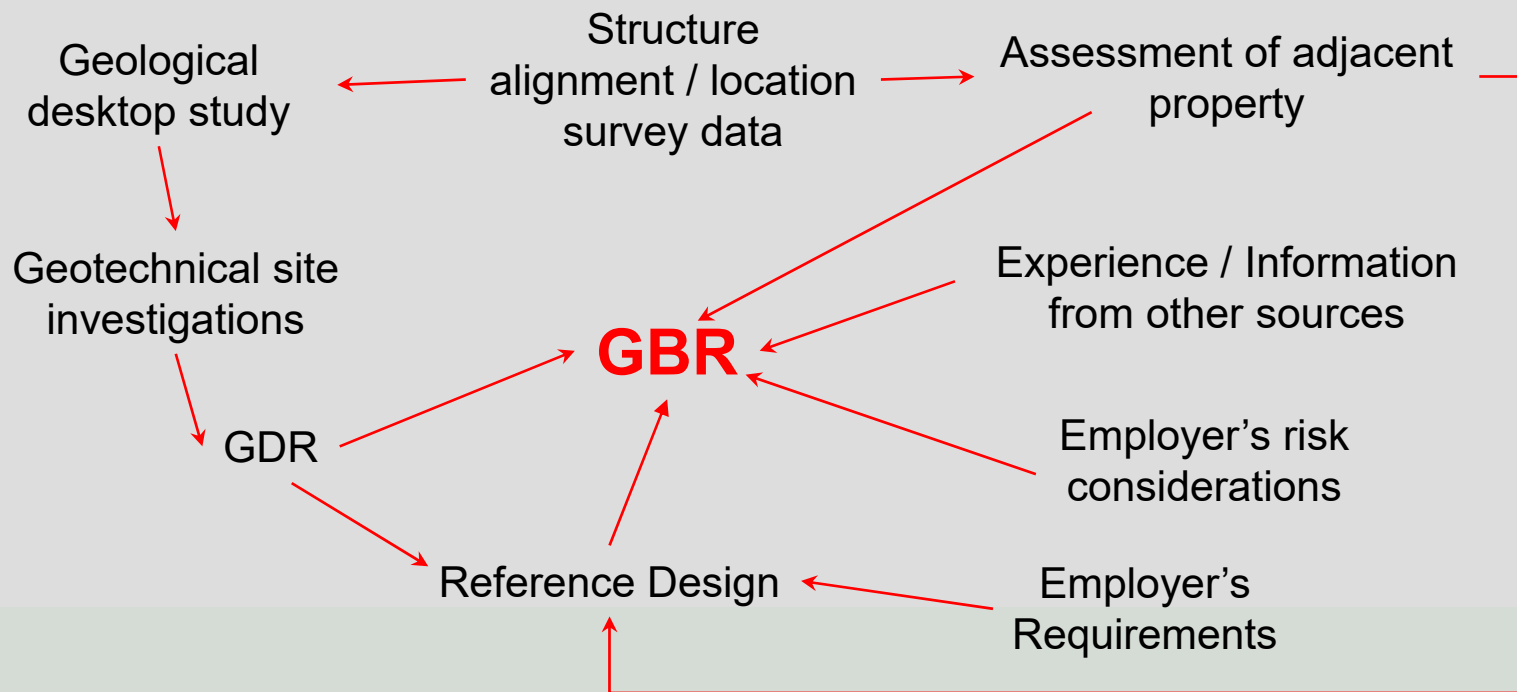 Geological
desktop study
Structure
alignment / location
survey data
Assessment of adjacent
property
Geotechnical site
investigations
Experience / Information
from other sources
GBR
GDR
Employer’s risk
considerations
Reference Design
Employer’s
Requirements